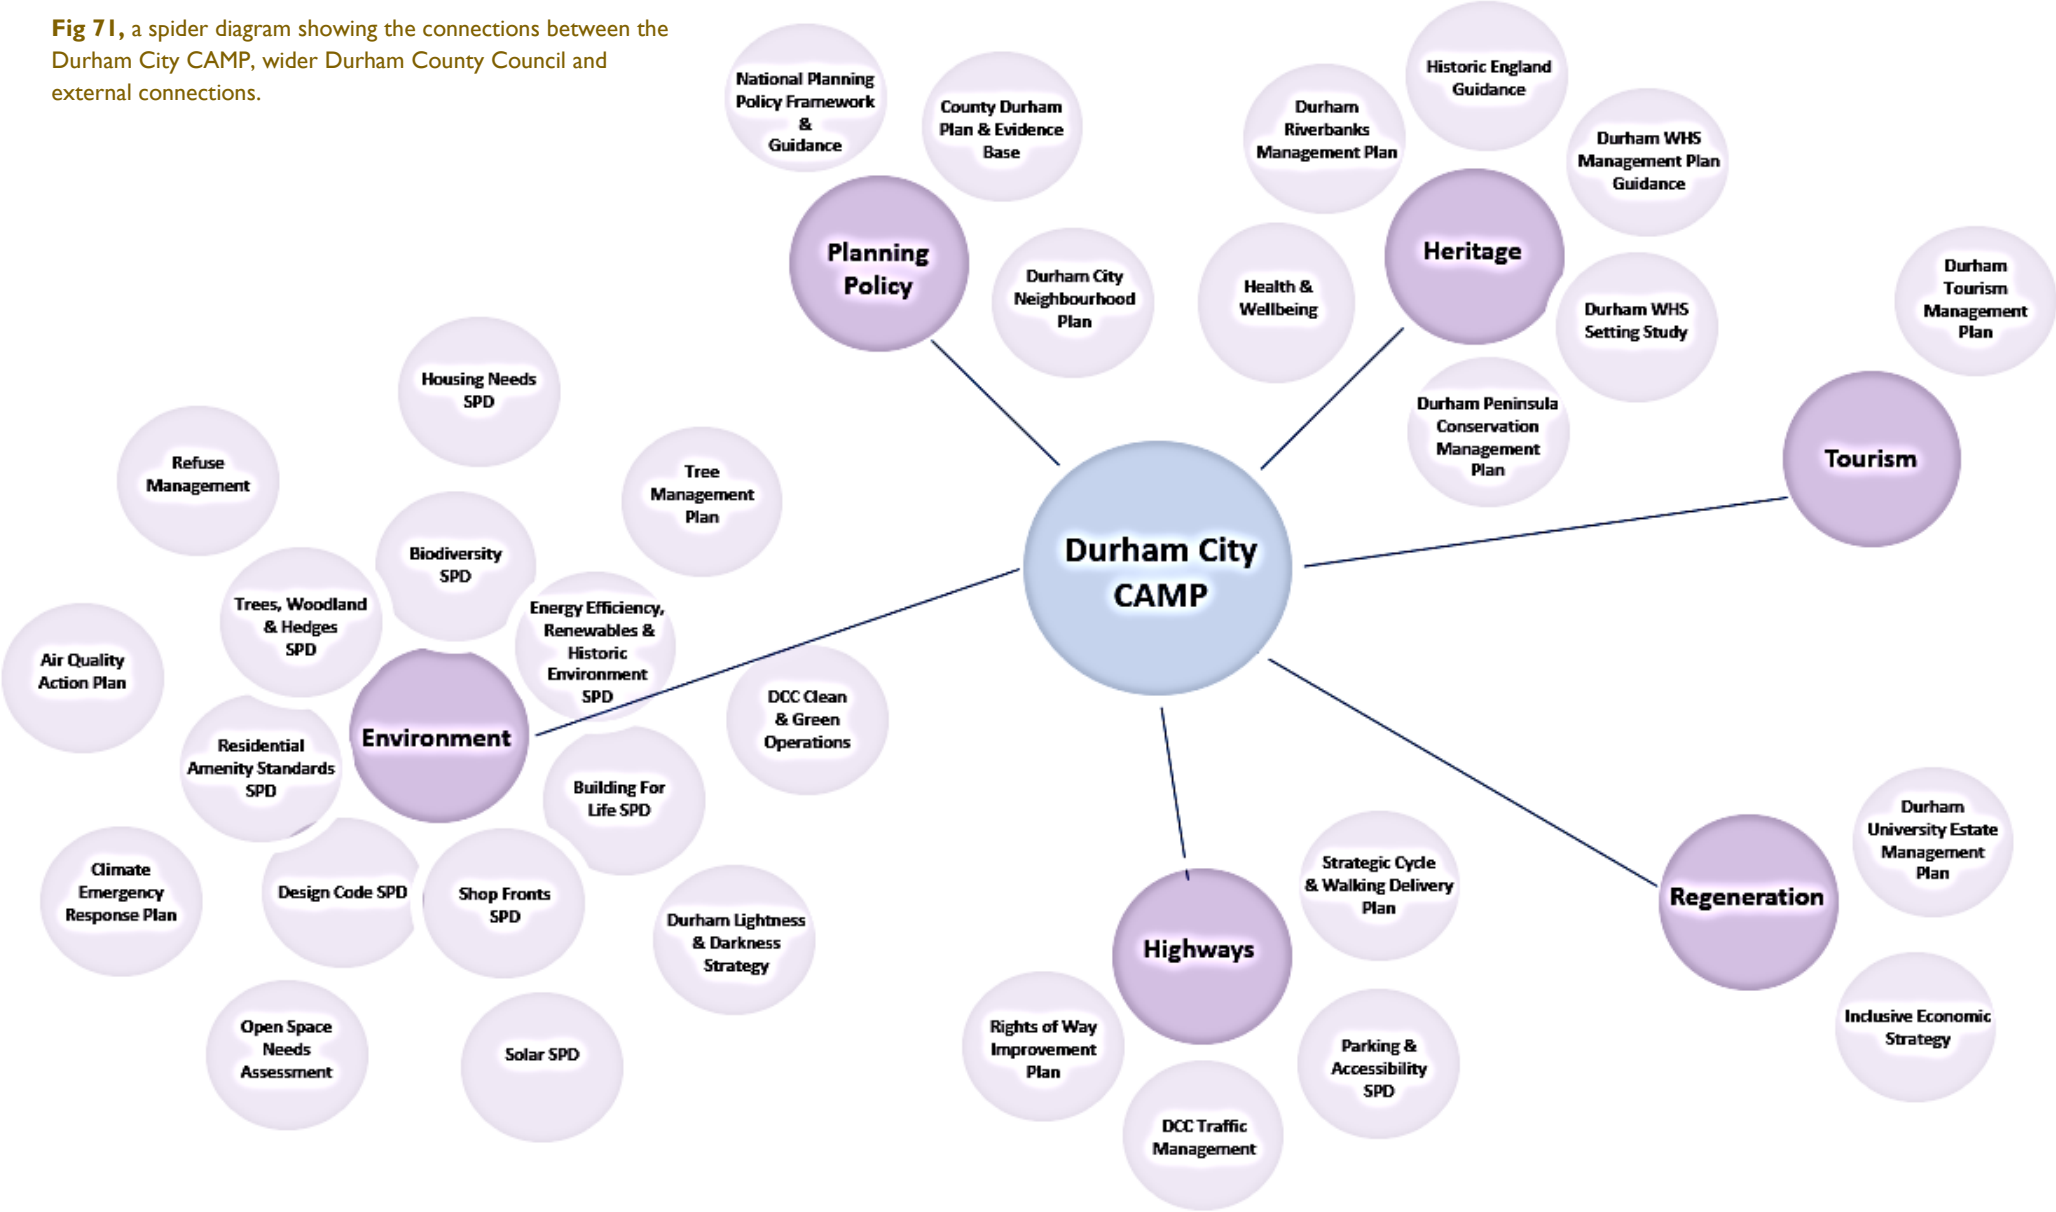 Fig 71, a spider diagram showing the connections between the
Durham City CAMP, wider Durham County Council and
external connections.
National Planning
Policy Framework
&
Guidance
County Durham
Plan & Evidence
Base
Planning
Policy
Durham City
Neighbourhood
Plan
Historic England
Guidance
Durham
Riverbanks
Management Plan
Durham WHS
Management Plan
Guidance
Heritage
Health &
Wellbeing
Durham WHS
Setting Study
Durham Peninsula
Conservation
Management
Plan
Durham
Tourism
Management
Plan
Tourism
Durham City
CAMP
Housing Needs
SPD
Refuse
Management
Tree
Management
Plan
Biodiversity
SPD
Trees, Woodland
& Hedges
SPD
Energy Efficiency,
Renewables &
Historic
Environment
SPD
Air Quality
Action Plan
Environment
DCC Clean
& Green
Operations
Residential
Amenity Standards
SPD
Building For
Life SPD
Climate
Emergency
Response Plan
Design Code SPD
Shop Fronts
SPD
Durham Lightness
& Darkness
Strategy
Open Space
Needs
Assessment
Solar SPD
Highways
Strategic Cycle
& Walking Delivery
Plan
Rights of Way
Improvement
Plan
Parking &
Accessibility
SPD
DCC Traffic
Management
Regeneration
Durham
University Estate
Management
Plan
Inclusive Economic
Strategy